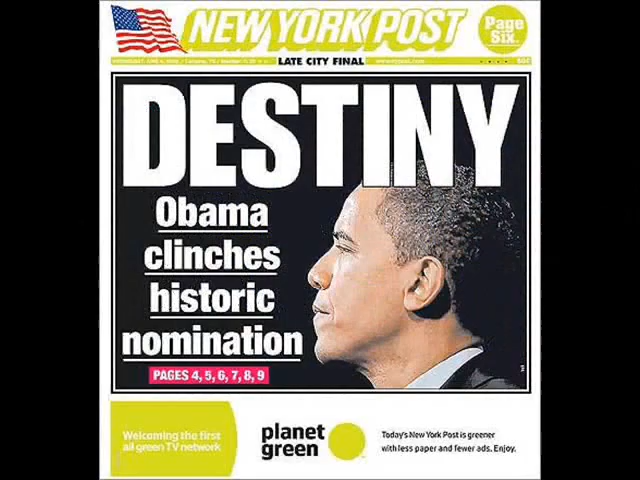 NEW YORK POST
Page
Six
LATE CITY FINAL
DESTINY
Obama
clinches
historic
nomination
PAGES 4, 5, 6, 7, 8, 9
Welcoming the first
all green TV network
planet
green
Today's New York Post is greener
with less paper and fewer ads. Enjoy.